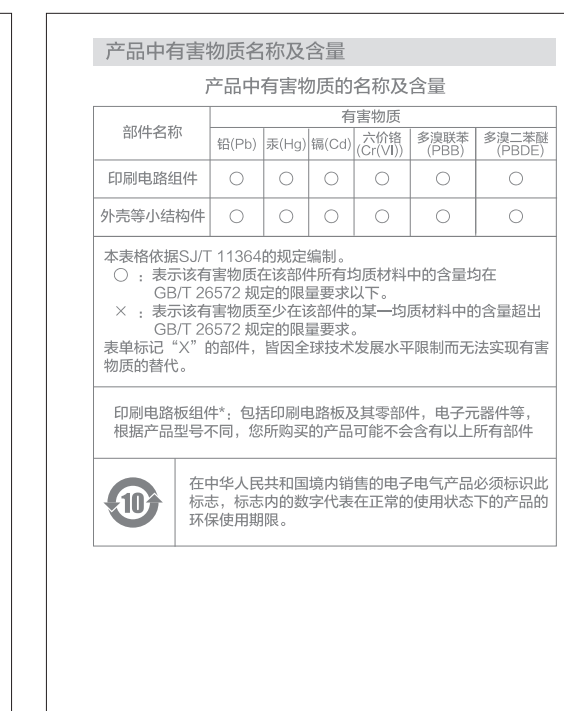 产品中有害物质名称及含量
产品中有害物质的名称及含量
部件名称 有害物质
铅(Pb) 汞(Hg) 镉(Cd) 六价铬(Cr(VI)) 多溴联苯(PBB) 多溴二苯醚(PBDE)
印刷电路组件 ○ ○ ○ ○ ○ ○
外壳等小结构件 ○ ○ ○ ○ ○ ○
本表格依据SJ/T 11364的规定编制。
○ ：表示该有害物质在该部件所有均质材料中的含量均在
GB/T 26572 规定的限量要求以下。
× ：表示该有害物质至少在该部件的某一均质材料中的含量超出
GB/T 26572 规定的限量要求。
表单标记“X”的部件，皆因全球技术发展水平限制而无法实现有害
物质的替代。
印刷电路板组件*：包括印刷电路板及其零部件，电子元器件等，
根据产品型号不同，您所购买的产品可能不会含有以上所有部件
10
在中华人民共和国境内销售的电子电气产品必须标识此
标志，标志内的数字代表在正常的使用状态下的产品的
环保使用期限。